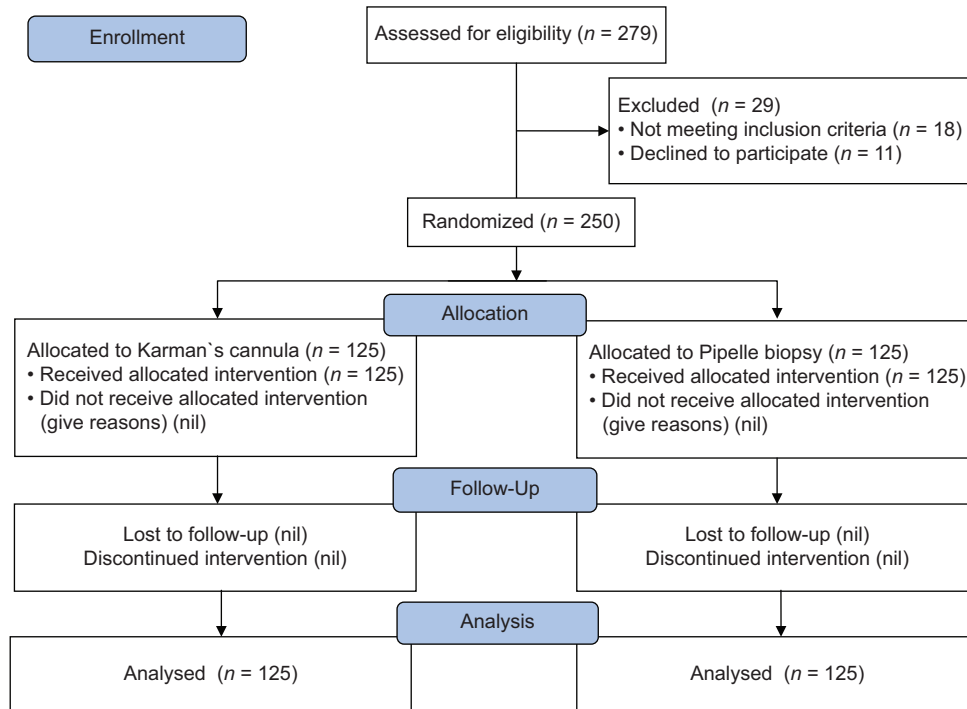 Enrollment
Assessed for eligibility (n = 279)
Excluded (n = 29)
• Not meeting inclusion criteria (n = 18)
• Declined to participate (n = 11)
Randomized (n = 250)
Allocation
Allocated to Karman`s cannula (n = 125)
• Received allocated intervention (n = 125)
• Did not receive allocated intervention
(give reasons) (nil)
Allocated to Pipelle biopsy (n = 125)
• Received allocated intervention (n = 125)
• Did not receive allocated intervention
(give reasons) (nil)
Follow-Up
Lost to follow-up (nil)
Discontinued intervention (nil)
Lost to follow-up (nil)
Discontinued intervention (nil)
Analysis
Analysed (n = 125)
Analysed (n = 125)